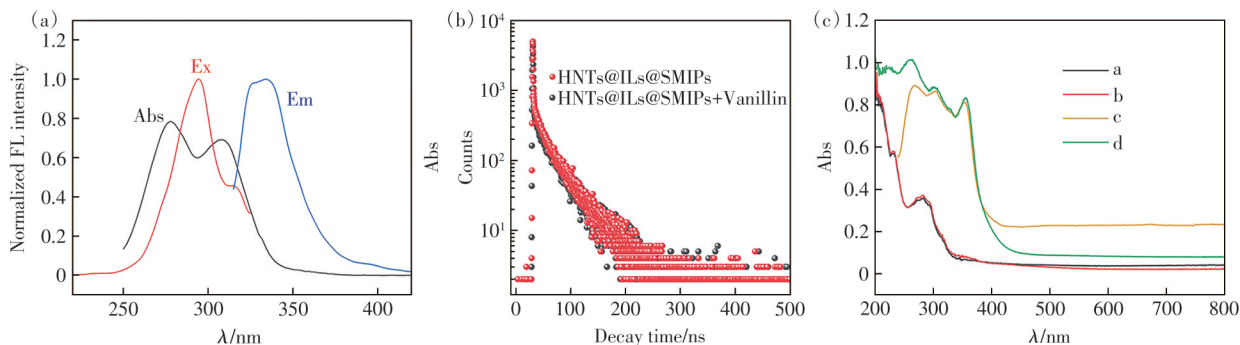 (a)
Normalized FL intensity
1.2
1.0
0.8
0.6
0.4
0.2
0
Abs
Ex
Em
250
300
350
400
λ/nm
Abs
(b)
Counts
10⁴
10³
10²
10¹
HNTs@ILs@SMIPs
HNTs@ILs@SMIPs+Vanillin
0
100
200
300
400
500
Decay time/ns
(c)
Abs
1.2
1.0
0.8
0.6
0.4
0.2
0
a
b
c
d
200
300
400
500
600
700
800
λ/nm